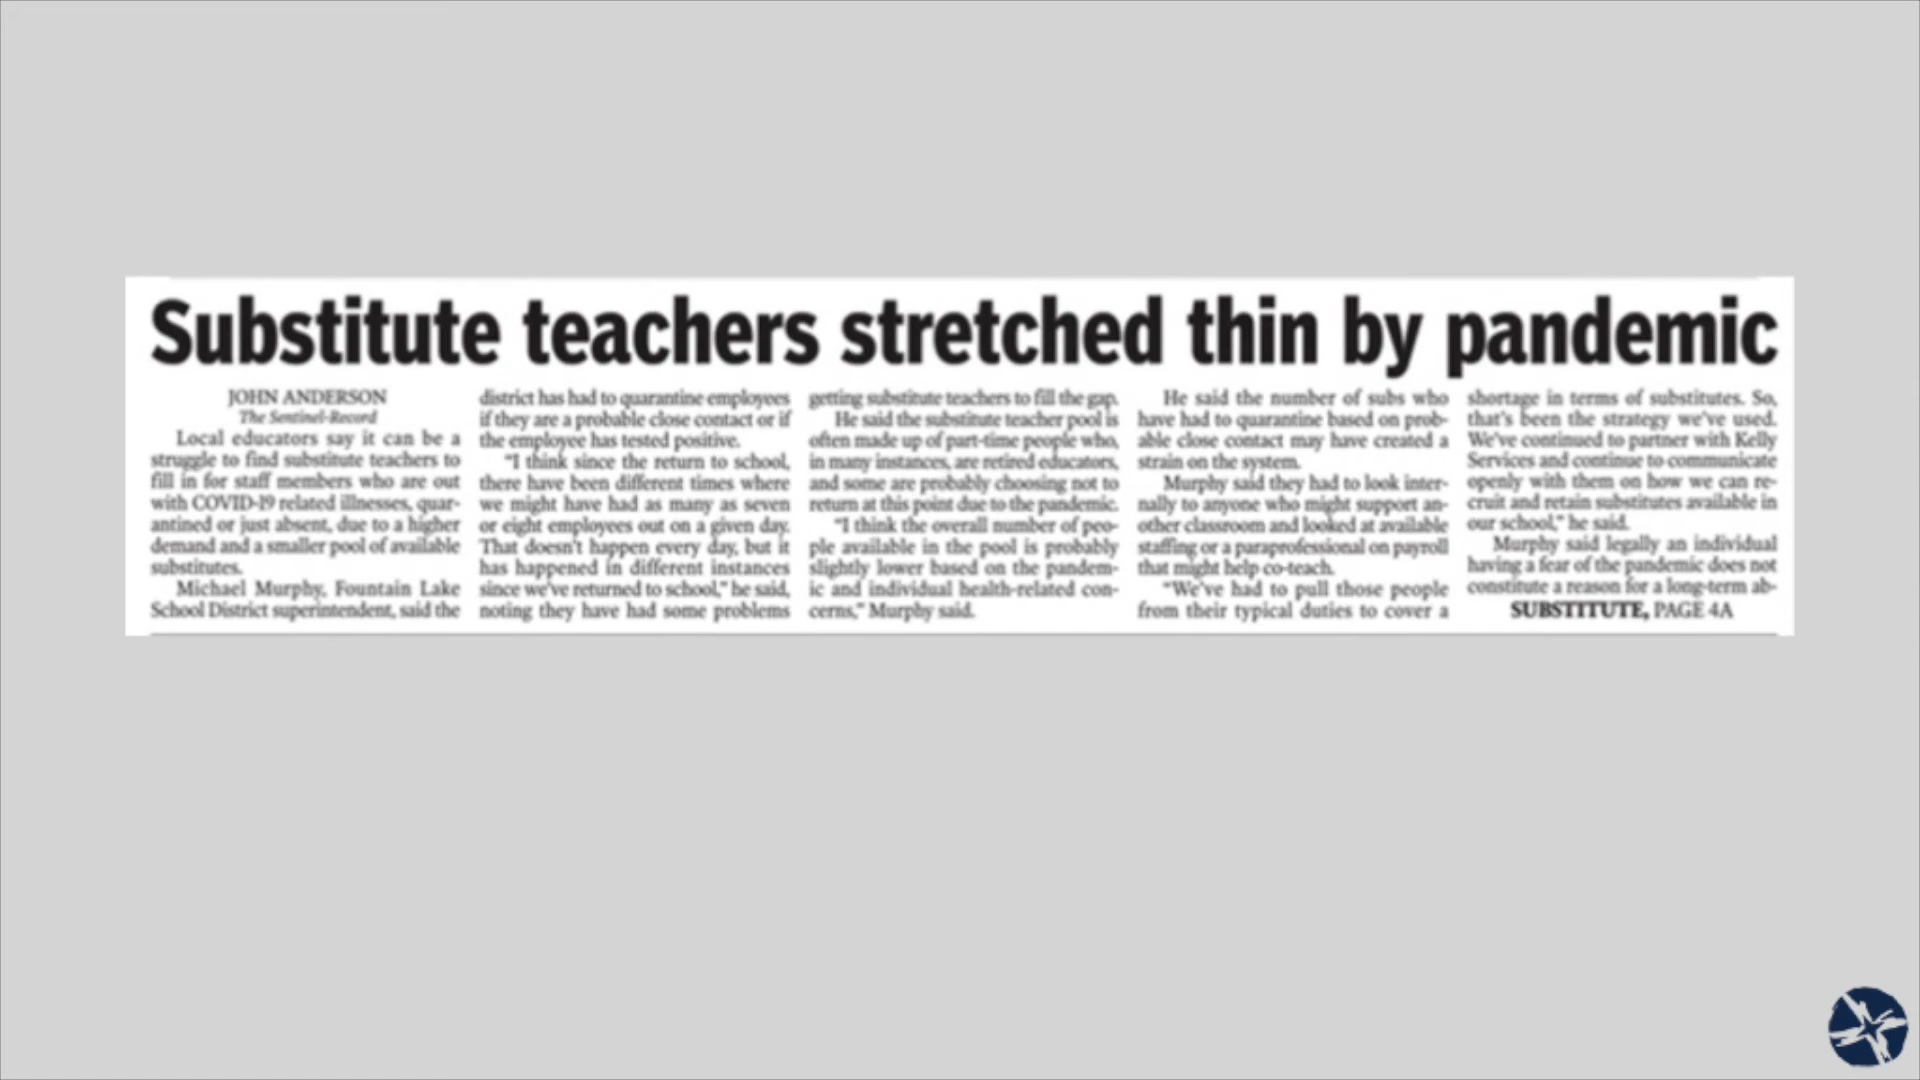 Substitute teachers stretched thin by pandemic
JOHN ANDERSON
The Sentinel-Record
Local educators say it can be a
struggle to find substitute teachers to
fill in for staff members who are out
with COVID-19 related illnesses, quar-
antined or just absent, due to a higher
demand and a smaller pool of available
substitutes.
Michael Murphy, Fountain Lake
School District superintendent, said the
district has had to quarantine employees
if they are a probable close contact or if
the employee has tested positive.
"I think since the return to school,
there have been different times where
we might have had as many as seven
or eight employees out on a given day.
That doesn't happen every day, but it
has happened in different instances
since we've returned to school," he said,
noting they have had some problems
getting substitute teachers to fill the gap.
He said the substitute teacher pool is
often made up of part-time people who,
in many instances, are retired educators,
and some are probably choosing not to
return at this point due to the pandemic.
"I think the overall number of peo-
ple available in the pool is probably
slightly lower based on the pandem-
ic and individual health-related con-
cerns," Murphy said.
He said the number of subs who
have had to quarantine based on prob-
able close contact may have created a
strain on the system.
Murphy said they had to look inter-
nally to anyone who might support an-
other classroom and looked at available
staffing or a paraprofessional on payroll
that might help co-teach.
"We've had to pull those people
from their typical duties to cover a
shortage in terms of substitutes. So,
that's been the strategy we've used.
We've continued to partner with Kelly
Services and continue to communicate
openly with them on how we can re-
cruit and retain substitutes available in
our school," he said.
Murphy said legally an individual
having a fear of the pandemic does not
constitute a reason for a long-term ab-
SUBSTITUTE, PAGE 4A